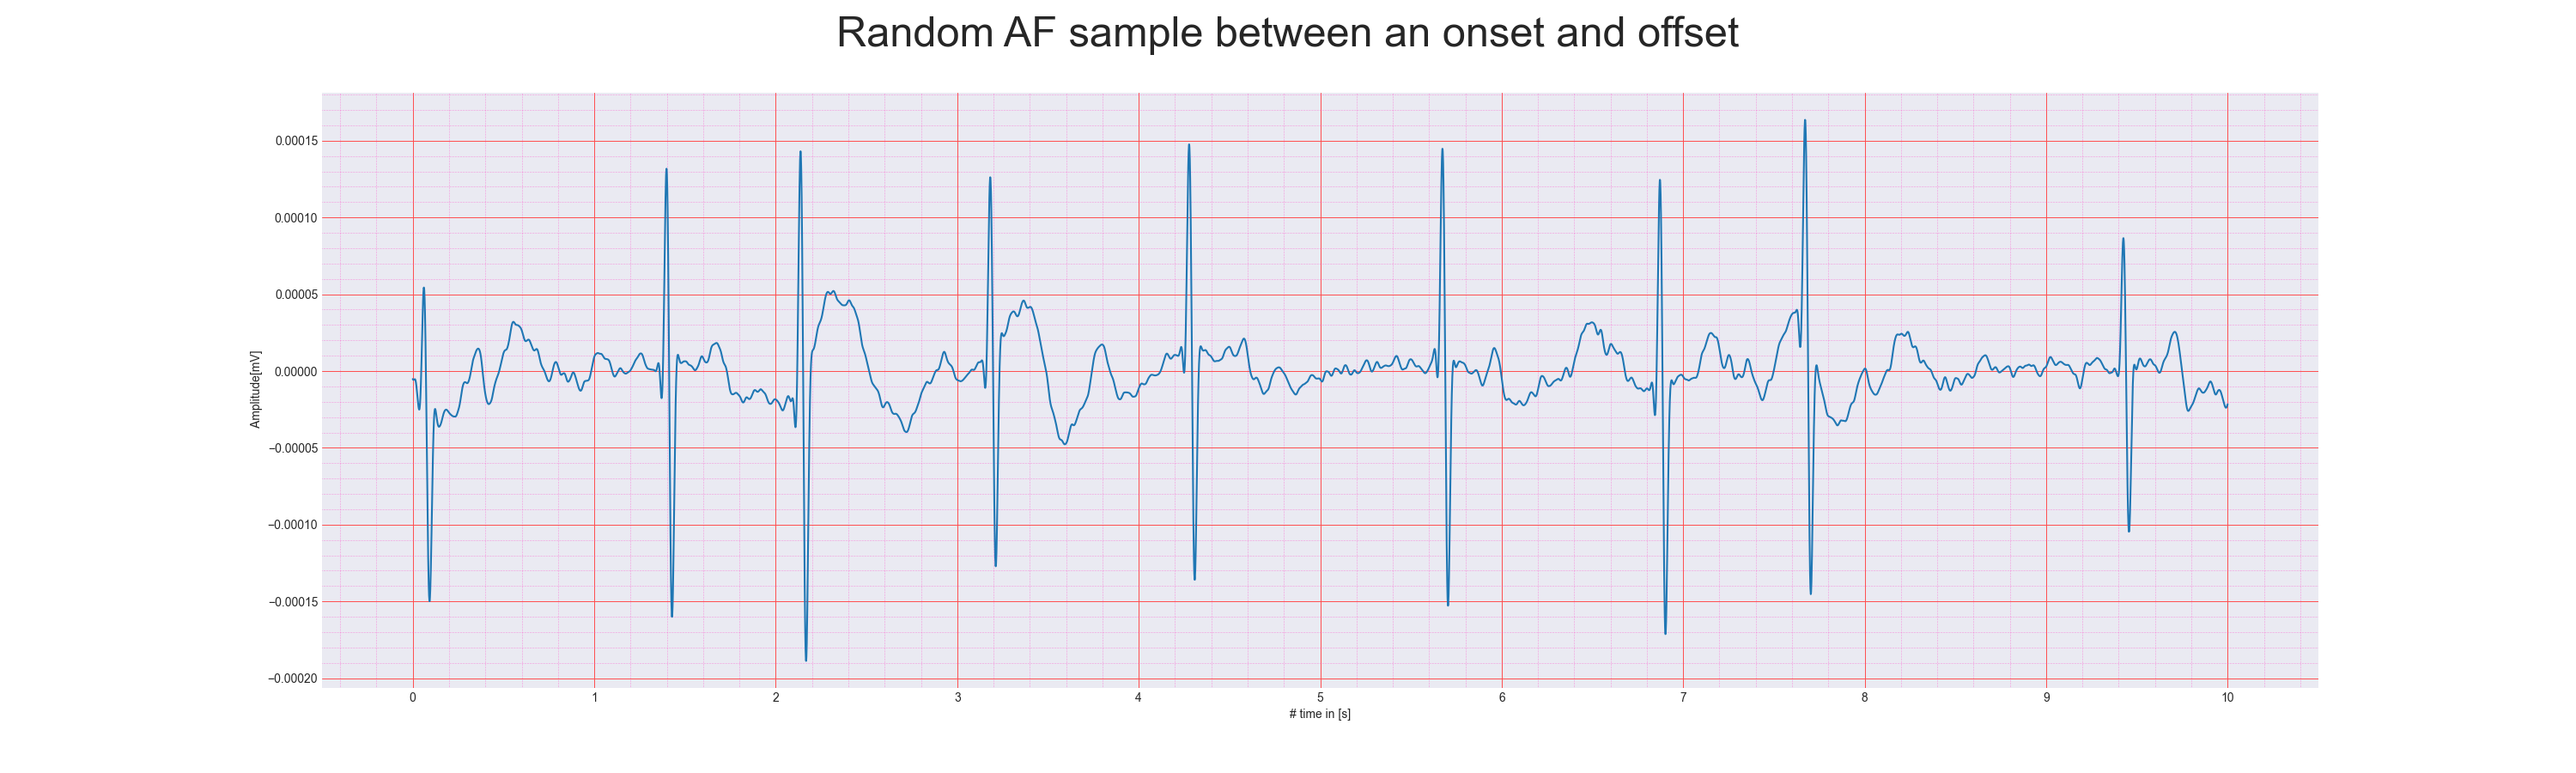 Random AF sample between an onset and offset
0.00015
0.00010
0.00005
0.00000
−0.00005
−0.00010
−0.00015
−0.00020
Amplitude[mV]
0 1 2 3 4 5 6 7 8 9 10
# time in [s]